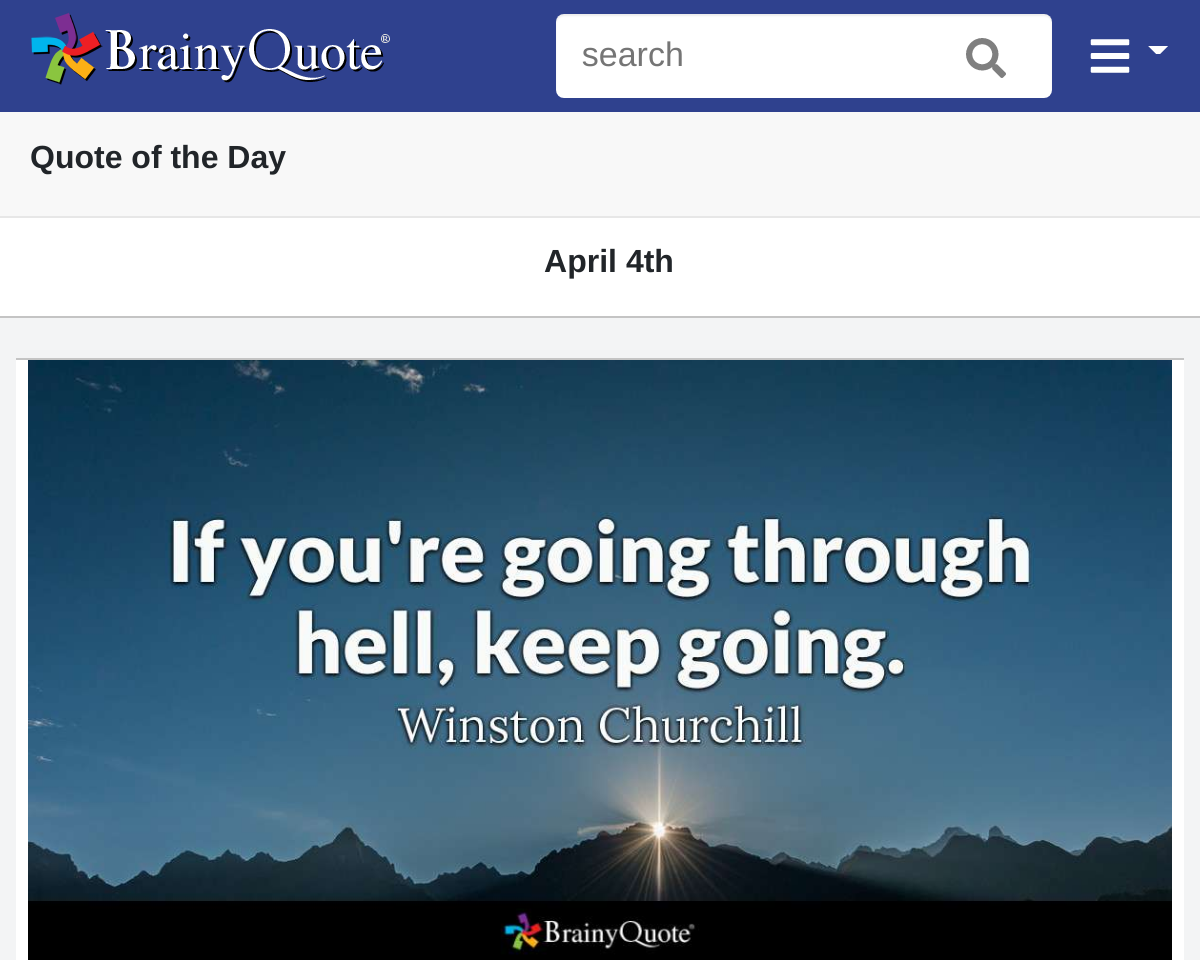 BrainyQuote®
search
Quote of the Day
April 4th
If you're going through
hell, keep going.
Winston Churchill
BrainyQuote®